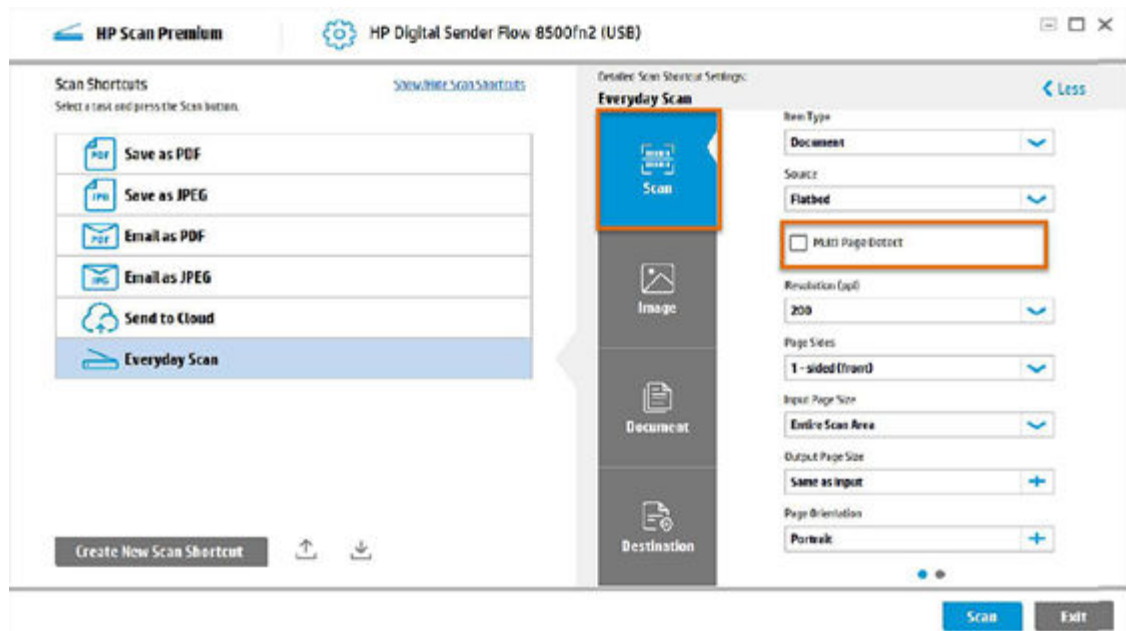 HP Scan Premium
HP Digital Sender Flow 8500fn2 (USB)
Scan Shortcuts
Show/Hide Scan Shortcuts
Select a task and press the Scan button.
PDF
Save as PDF
JPG
Save as JPEG
PDF
Email as PDF
JPG
Email as JPEG
Send to Cloud
Everyday Scan
Create New Scan Shortcut
Detailed Scan Shortcut Settings:
Everyday Scan
Less
Scan
Image
Document
Destination
Item Type
Document
Source
Flatbed
Multi Page Detect
Resolution (ppi)
200
Page Sides
1 - sided (front)
Input Page Size
Entire Scan Area
Output Page Size
Same as input
Page Orientation
Portrait
Scan
Exit